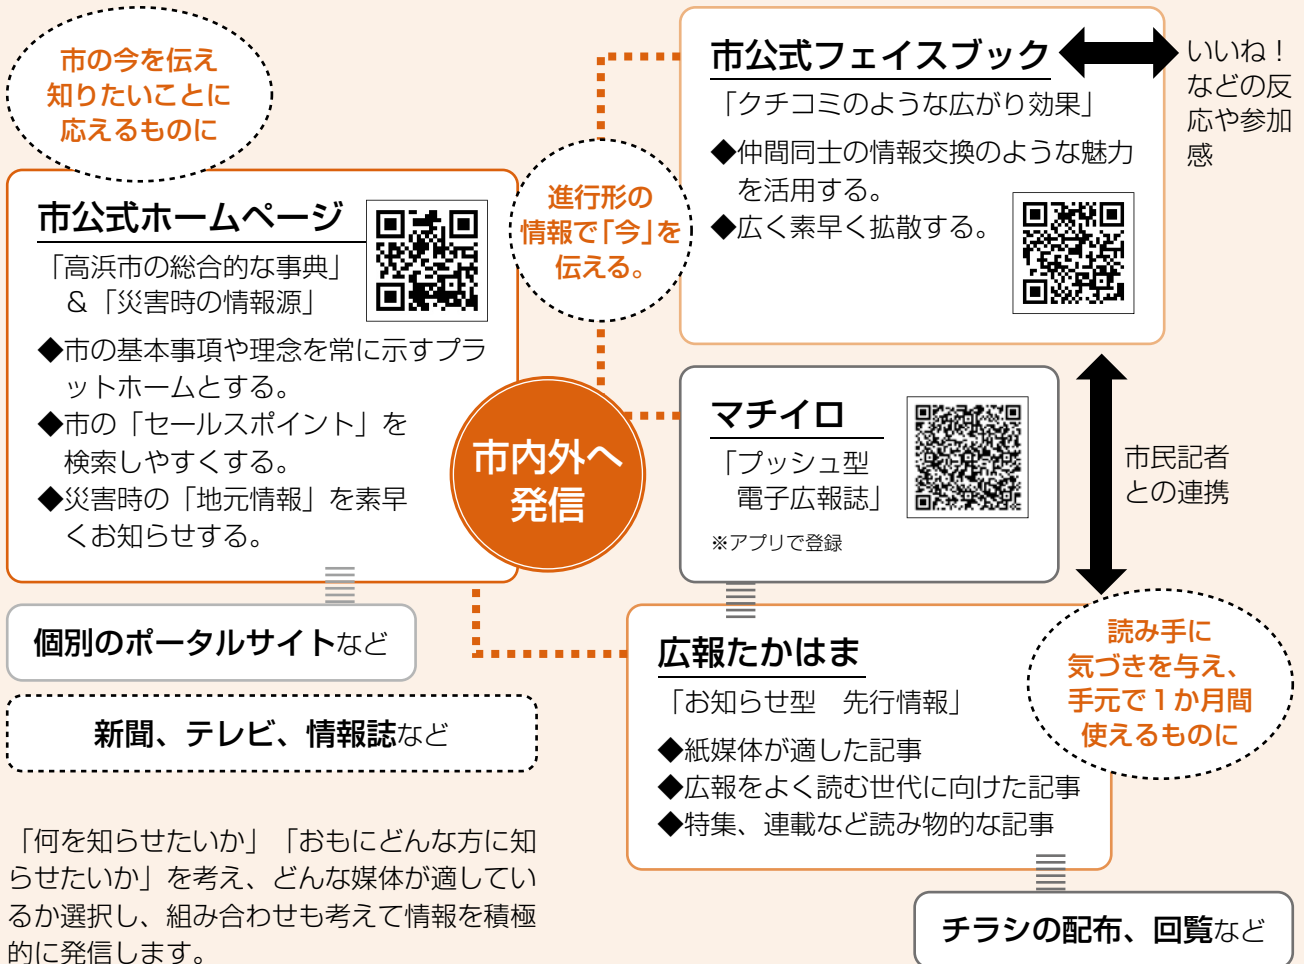 市の今を伝え
知りたいことに
応えるものに
市公式ホームページ
「高浜市の総合的な事典」
&「災害時の情報源」
◆市の基本事項や理念を常に示すプラ
ットホームとする。
◆市の「セールスポイント」を
検索しやすくする。
◆災害時の「地元情報」を素早
くお知らせする。
個別のポータルサイトなど
新聞、テレビ、情報誌など
「何を知らせたいか」「おもにどんな方に知
らせたいか」を考え、どんな媒体が適してい
るか選択し、組み合わせも考えて情報を積極
的に発信します。
進行形の
情報で「今」を
伝える。
市内外へ
発信
市公式フェイスブック
「クチコミのような広がり効果」
◆仲間同士の情報交換のような魅力
を活用する。
◆広く素早く拡散する。
いいね!
などの反
応や参加
感
マチイロ
「プッシュ型
電子広報誌」
※アプリで登録
市民記者
との連携
広報たかはま
「お知らせ型　先行情報」
◆紙媒体が適した記事
◆広報をよく読む世代に向けた記事
◆特集、連載など読み物的な記事
読み手に
気づきを与え、
手元で1か月間
使えるものに
チラシの配布、回覧など